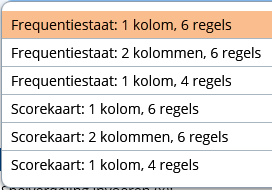 Frequentiestaat: 1 kolom, 6 regels
Frequentiestaat: 2 kolommen, 6 regels
Frequentiestaat: 1 kolom, 4 regels
Scorekaart: 1 kolom, 6 regels
Scorekaart: 2 kolommen, 6 regels
Scorekaart: 1 kolom, 4 regels